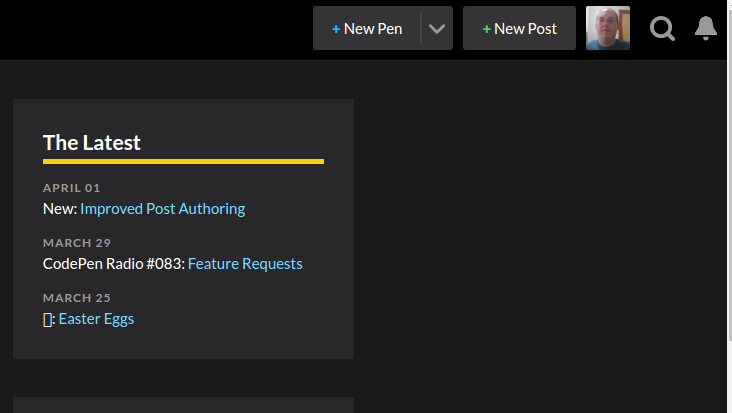 + New Pen
+ New Post
The Latest
APRIL 01
New: Improved Post Authoring
MARCH 29
CodePen Radio #083: Feature Requests
MARCH 25
: Easter Eggs